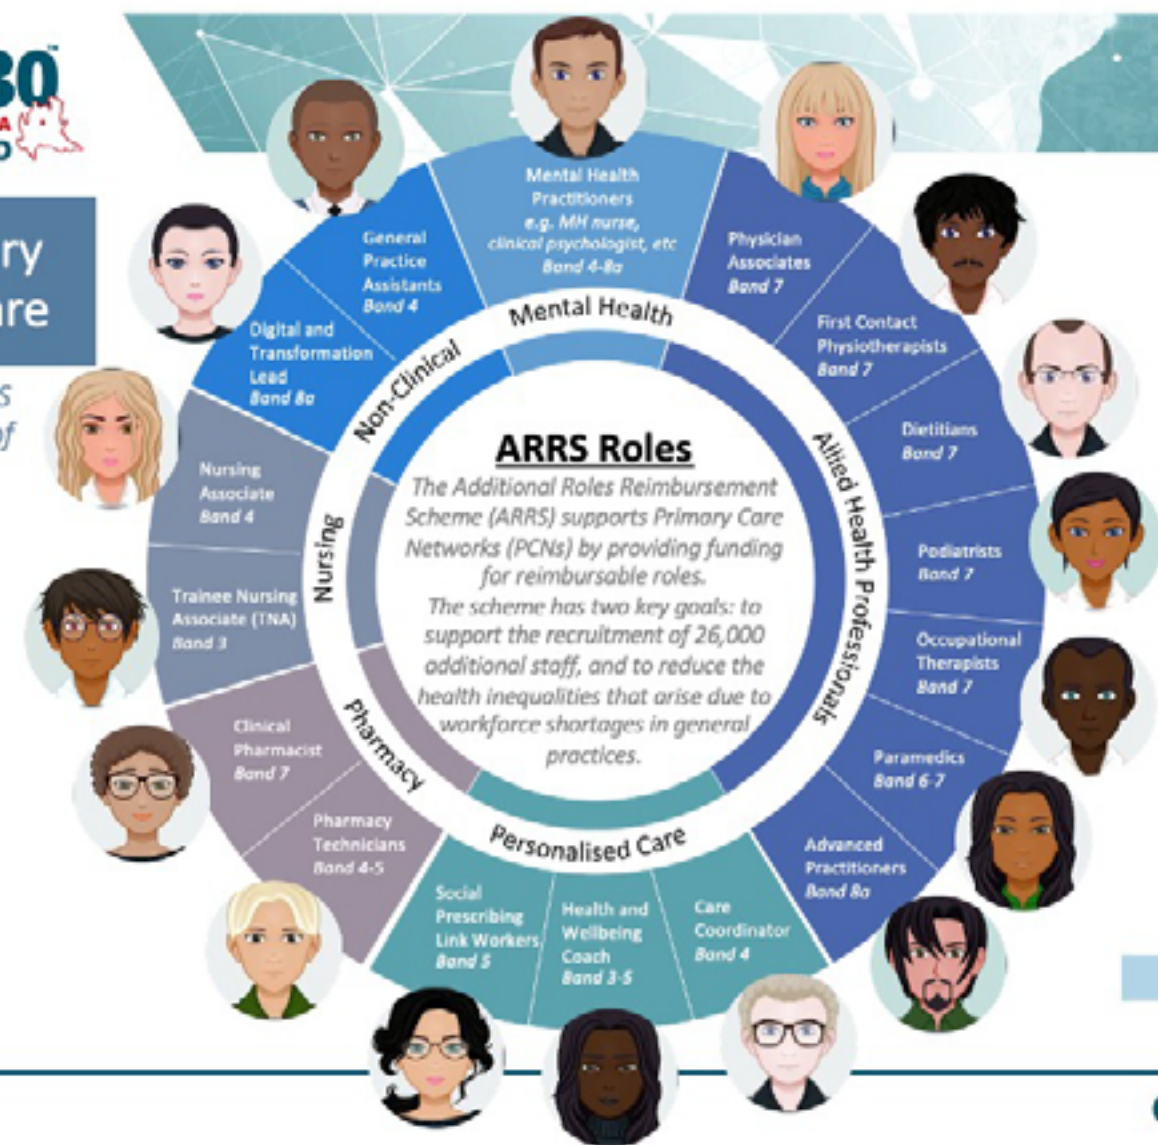 30
TM
A
O
ry
are
s
of
Mental Health
Practitioners
e.g. MH nurse,
clinical psychologist, etc
Band 4-8a
Physician
Associates
Band 7
First Contact
Physiotherapists
Band 7
Dietitians
Band 7
Podiatrists
Band 7
Occupational
Therapists
Band 7
Paramedics
Band 6-7
Advanced
Practitioners
Band 8a
Care
Coordinator
Band 4
Health and
Wellbeing
Coach
Band 3-5
Social
Prescribing
Link Workers
Band 5
Pharmacy
Technicians
Band 4-5
Clinical
Pharmacist
Band 7
Trainee Nursing
Associate (TNA)
Band 3
Nursing
Associate
Band 4
Digital and
Transformation
Lead
Band 8a
General
Practice
Assistants
Band 4
Mental Health
Allied Health Professionals
Personalised Care
Pharmacy
Nursing
Non-Clinical
ARRS Roles
The Additional Roles Reimbursement
Scheme (ARRS) supports Primary Care
Networks (PCNs) by providing funding
for reimbursable roles.
The scheme has two key goals: to
support the recruitment of 26,000
additional staff, and to reduce the
health inequalities that arise due to
workforce shortages in general
practices.